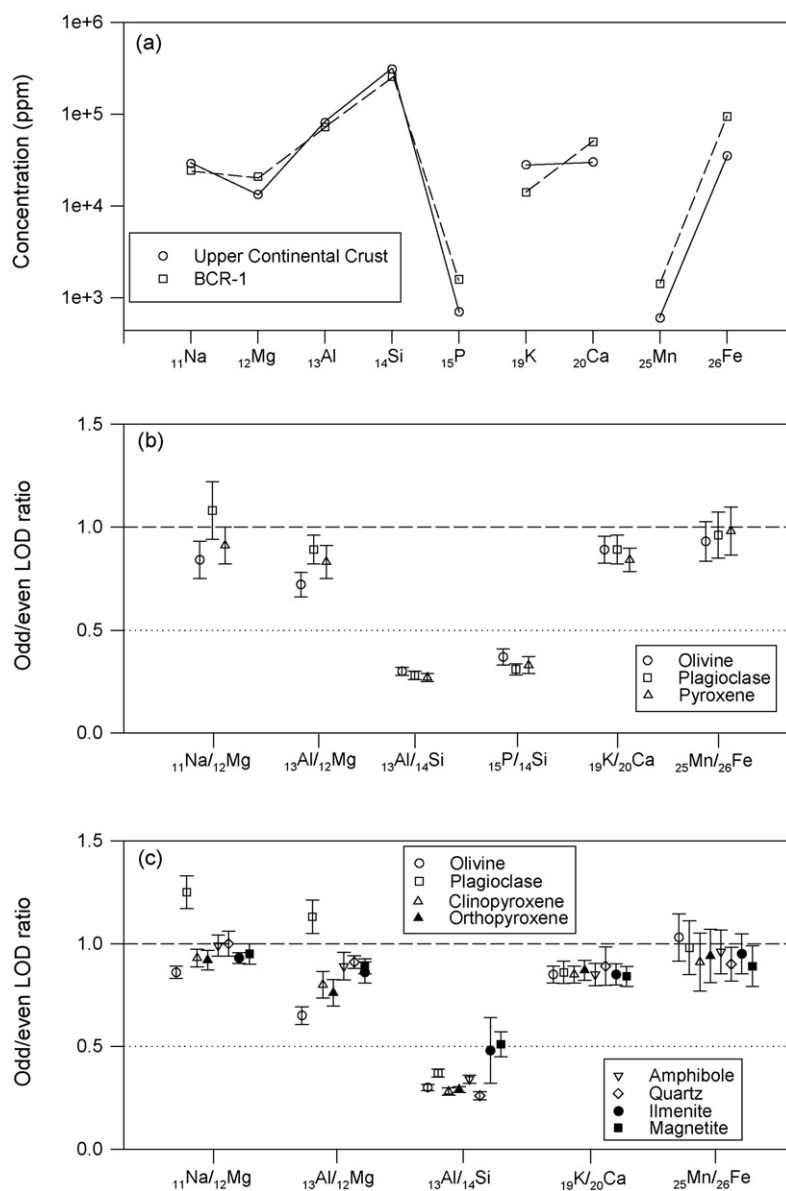 (a)
Concentration (ppm)
1e+6
1e+5
1e+4
1e+3
Upper Continental Crust
BCR-1
₁₁Na ₁₂Mg ₁₃Al ₁₄Si ₁₅P ₁₉K ₂₀Ca ₂₅Mn ₂₆Fe
(b)
Odd/even LOD ratio
1.5
1.0
0.5
0.0
Olivine
Plagioclase
Pyroxene
₁₁Na/₁₂Mg ₁₃Al/₁₂Mg ₁₃Al/₁₄Si ₁₅P/₁₄Si ₁₉K/₂₀Ca ₂₅Mn/₂₆Fe
(c)
Odd/even LOD ratio
1.5
1.0
0.5
0.0
Olivine
Plagioclase
Clinopyroxene
Orthopyroxene
Amphibole
Quartz
Ilmenite
Magnetite
₁₁Na/₁₂Mg ₁₃Al/₁₂Mg ₁₃Al/₁₄Si ₁₉K/₂₀Ca ₂₅Mn/₂₆Fe